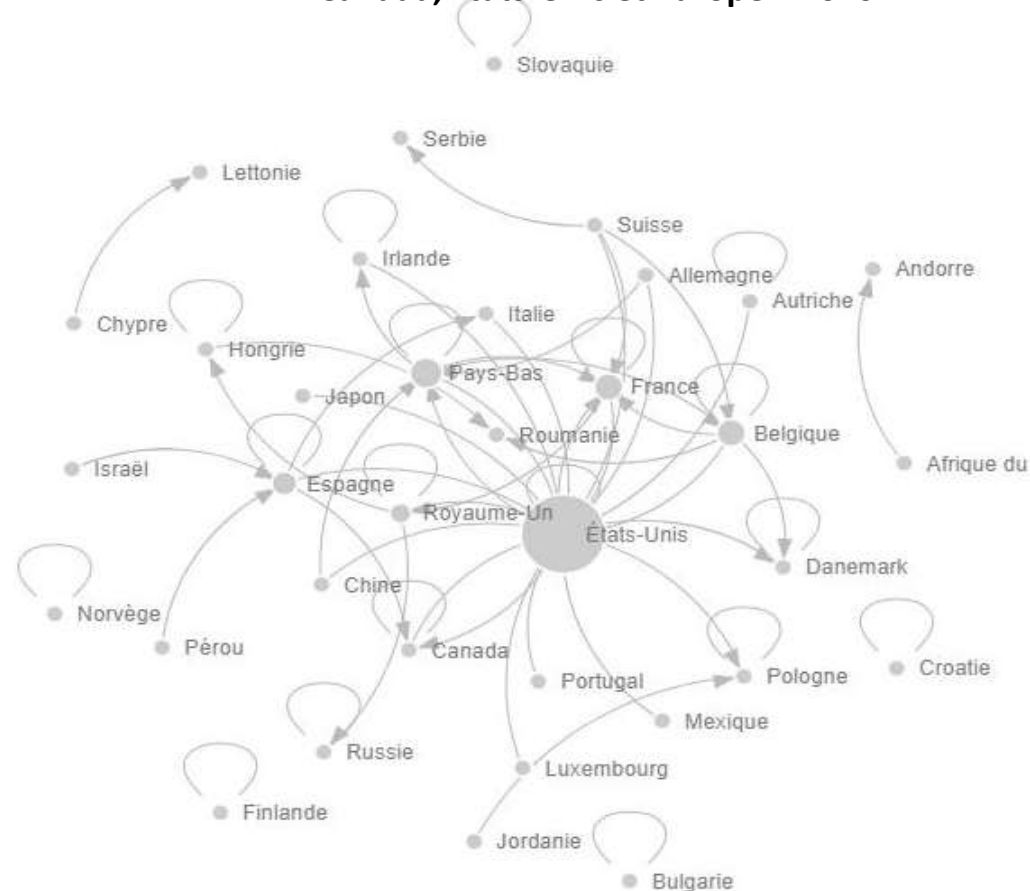 Slovaquie
Serbie
Lettonie
Suisse
Irlande
Allemagne
Andorre
Autriche
Italie
Chypre
Hongrie
Pays-Bas
France
Japon
Roumanie
Belgique
Israël
Afrique du
Espagne
Royaume-Un
États-Unis
Danemark
Chine
Norvège
Pérou
Canada
Croatie
Pologne
Portugal
Mexique
Russie
Luxembourg
Finlande
Jordanie
Bulgarie